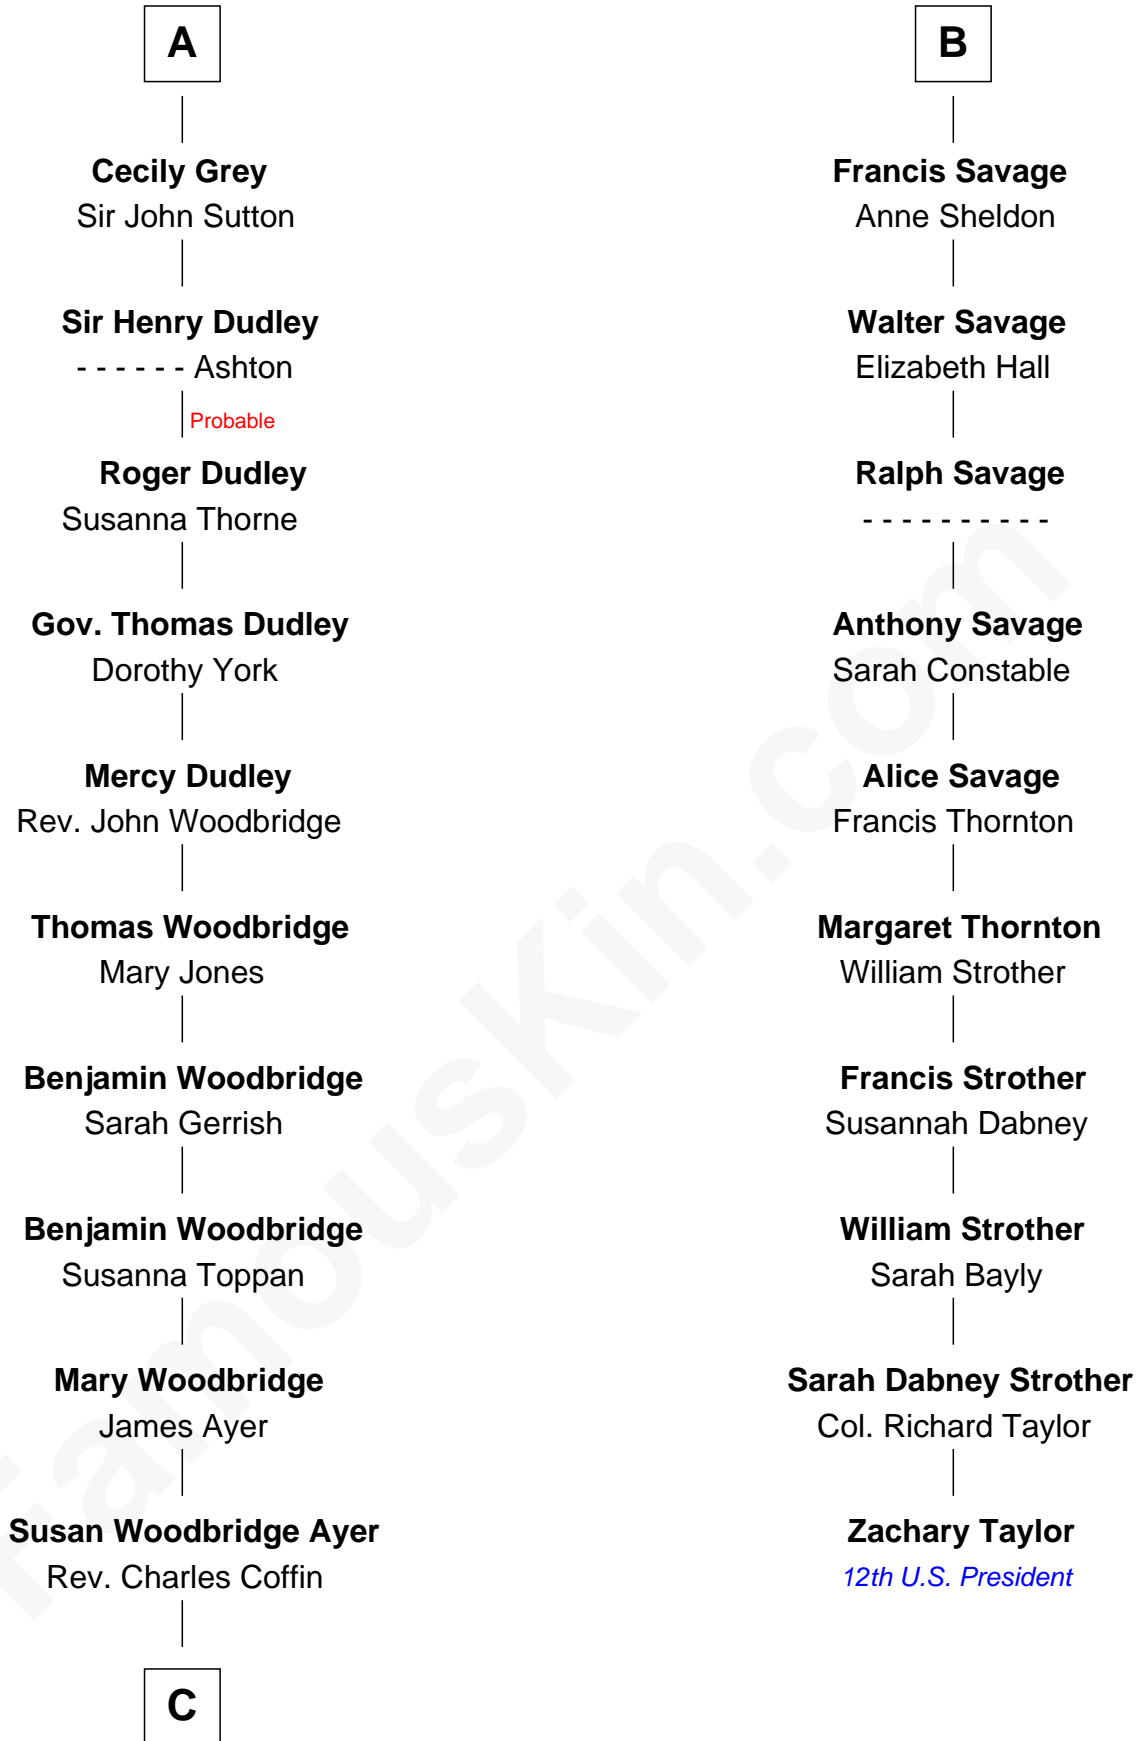 A
Cecily Grey
Sir John Sutton
Sir Henry Dudley
- - - - - - Ashton
Probable
Roger Dudley
Susanna Thorne
Gov. Thomas Dudley
Dorothy York
Mercy Dudley
Rev. John Woodbridge
Thomas Woodbridge
Mary Jones
Benjamin Woodbridge
Sarah Gerrish
Benjamin Woodbridge
Susanna Toppan
Mary Woodbridge
James Ayer
Susan Woodbridge Ayer
Rev. Charles Coffin
C
B
Francis Savage
Anne Sheldon
Walter Savage
Elizabeth Hall
Ralph Savage
- - - - - - - - - -
Anthony Savage
Sarah Constable
Alice Savage
Francis Thornton
Margaret Thornton
William Strother
Francis Strother
Susannah Dabney
William Strother
Sarah Bayly
Sarah Dabney Strother
Col. Richard Taylor
Zachary Taylor
12th U.S. President
FamousKin.com